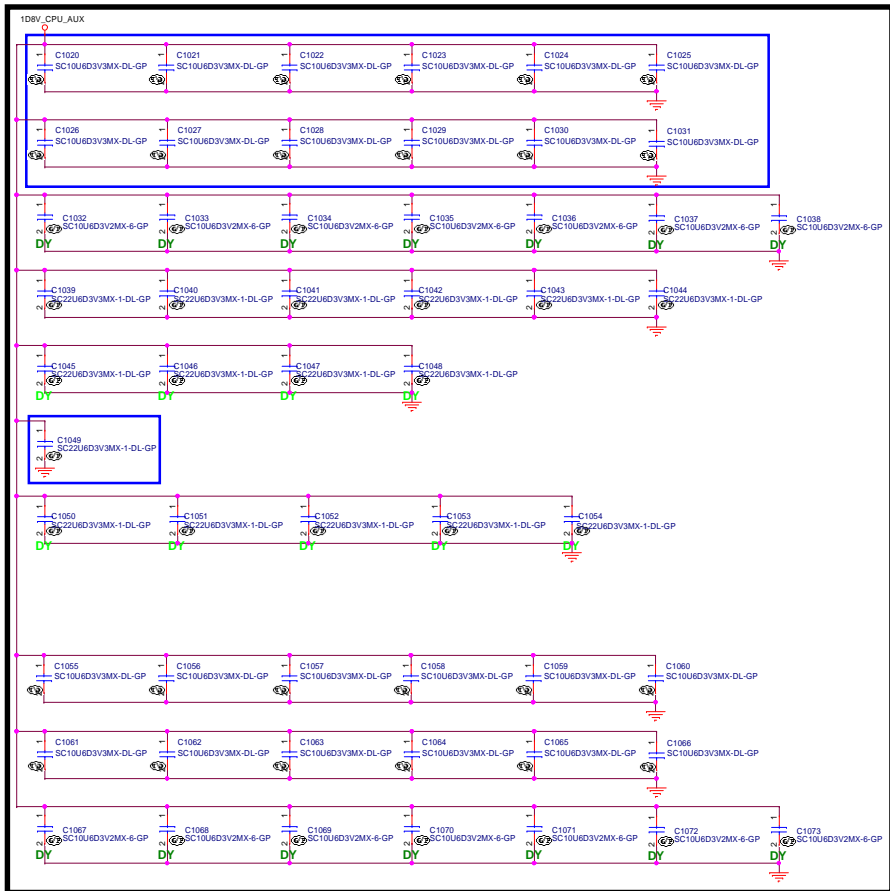 1D8V_CPU_AUX
C1020 C1021 C1022 C1023 C1024 C1025
SC10U6D3V3MX-DL-GP SC10U6D3V3MX-DL-GP SC10U6D3V3MX-DL-GP SC10U6D3V3MX-DL-GP SC10U6D3V3MX-DL-GP SC10U6D3V3MX-DL-GP
C1026 C1027 C1028 C1029 C1030 C1031
SC10U6D3V3MX-DL-GP SC10U6D3V3MX-DL-GP SC10U6D3V3MX-DL-GP SC10U6D3V3MX-DL-GP SC10U6D3V3MX-DL-GP SC10U6D3V3MX-DL-GP
C1032 C1033 C1034 C1035 C1036 C1037 C1038
SC10U6D3V2MX-6-GP SC10U6D3V2MX-6-GP SC10U6D3V2MX-6-GP SC10U6D3V2MX-6-GP SC10U6D3V2MX-6-GP SC10U6D3V2MX-6-GP SC10U6D3V2MX-6-GP
DY DY DY DY DY DY DY
C1039 C1040 C1041 C1042 C1043 C1044
SC22U6D3V3MX-1-DL-GP SC22U6D3V3MX-1-DL-GP SC22U6D3V3MX-1-DL-GP SC22U6D3V3MX-1-DL-GP SC22U6D3V3MX-1-DL-GP SC22U6D3V3MX-1-DL-GP
C1045 C1046 C1047 C1048
SC22U6D3V3MX-1-DL-GP SC22U6D3V3MX-1-DL-GP SC22U6D3V3MX-1-DL-GP SC22U6D3V3MX-1-DL-GP
DY DY DY DY
C1049
SC22U6D3V3MX-1-DL-GP
C1050 C1051 C1052 C1053 C1054
SC22U6D3V3MX-1-DL-GP SC22U6D3V3MX-1-DL-GP SC22U6D3V3MX-1-DL-GP SC22U6D3V3MX-1-DL-GP SC22U6D3V3MX-1-DL-GP
DY DY DY DY DY
C1055 C1056 C1057 C1058 C1059 C1060
SC10U6D3V3MX-DL-GP SC10U6D3V3MX-DL-GP SC10U6D3V3MX-DL-GP SC10U6D3V3MX-DL-GP SC10U6D3V3MX-DL-GP SC10U6D3V3MX-DL-GP
C1061 C1062 C1063 C1064 C1065 C1066
SC10U6D3V3MX-DL-GP SC10U6D3V3MX-DL-GP SC10U6D3V3MX-DL-GP SC10U6D3V3MX-DL-GP SC10U6D3V3MX-DL-GP SC10U6D3V3MX-DL-GP
C1067 C1068 C1069 C1070 C1071 C1072 C1073
SC10U6D3V2MX-6-GP SC10U6D3V2MX-6-GP SC10U6D3V2MX-6-GP SC10U6D3V2MX-6-GP SC10U6D3V2MX-6-GP SC10U6D3V2MX-6-GP SC10U6D3V2MX-6-GP
DY DY DY DY DY DY DY